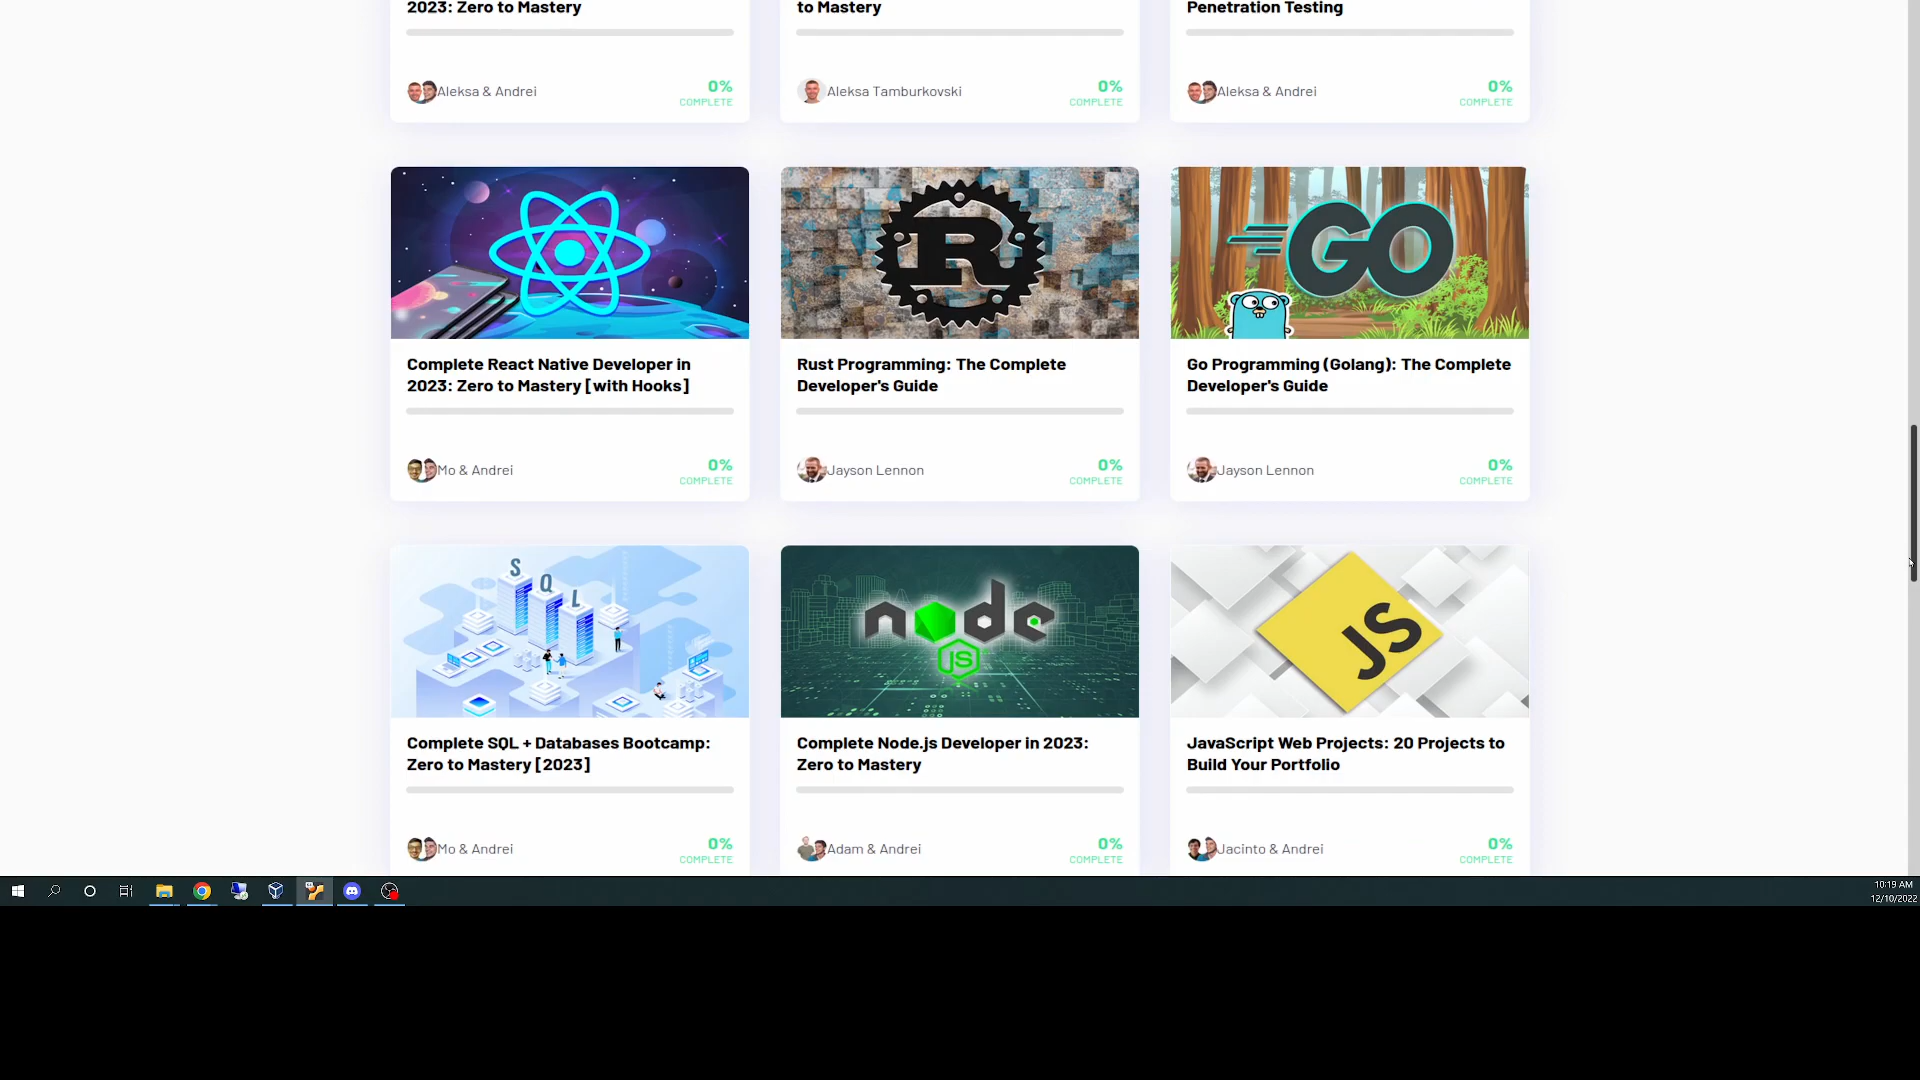 2023: Zero to Mastery
to Mastery
Penetration Testing
Aleksa & Andrei
0%
COMPLETE
Aleksa Tamburkovski
0%
COMPLETE
Aleksa & Andrei
0%
COMPLETE
R
GO
Complete React Native Developer in
2023: Zero to Mastery [with Hooks]
Rust Programming: The Complete
Developer's Guide
Go Programming (Golang): The Complete
Developer's Guide
Mo & Andrei
0%
COMPLETE
Jayson Lennon
0%
COMPLETE
Jayson Lennon
0%
COMPLETE
SQL
node
JS
JS
Complete SQL + Databases Bootcamp:
Zero to Mastery [2023]
Complete Node.js Developer in 2023:
Zero to Mastery
JavaScript Web Projects: 20 Projects to
Build Your Portfolio
Mo & Andrei
0%
COMPLETE
Adam & Andrei
0%
COMPLETE
Jacinto & Andrei
0%
COMPLETE
10:19 AM
12/10/2022